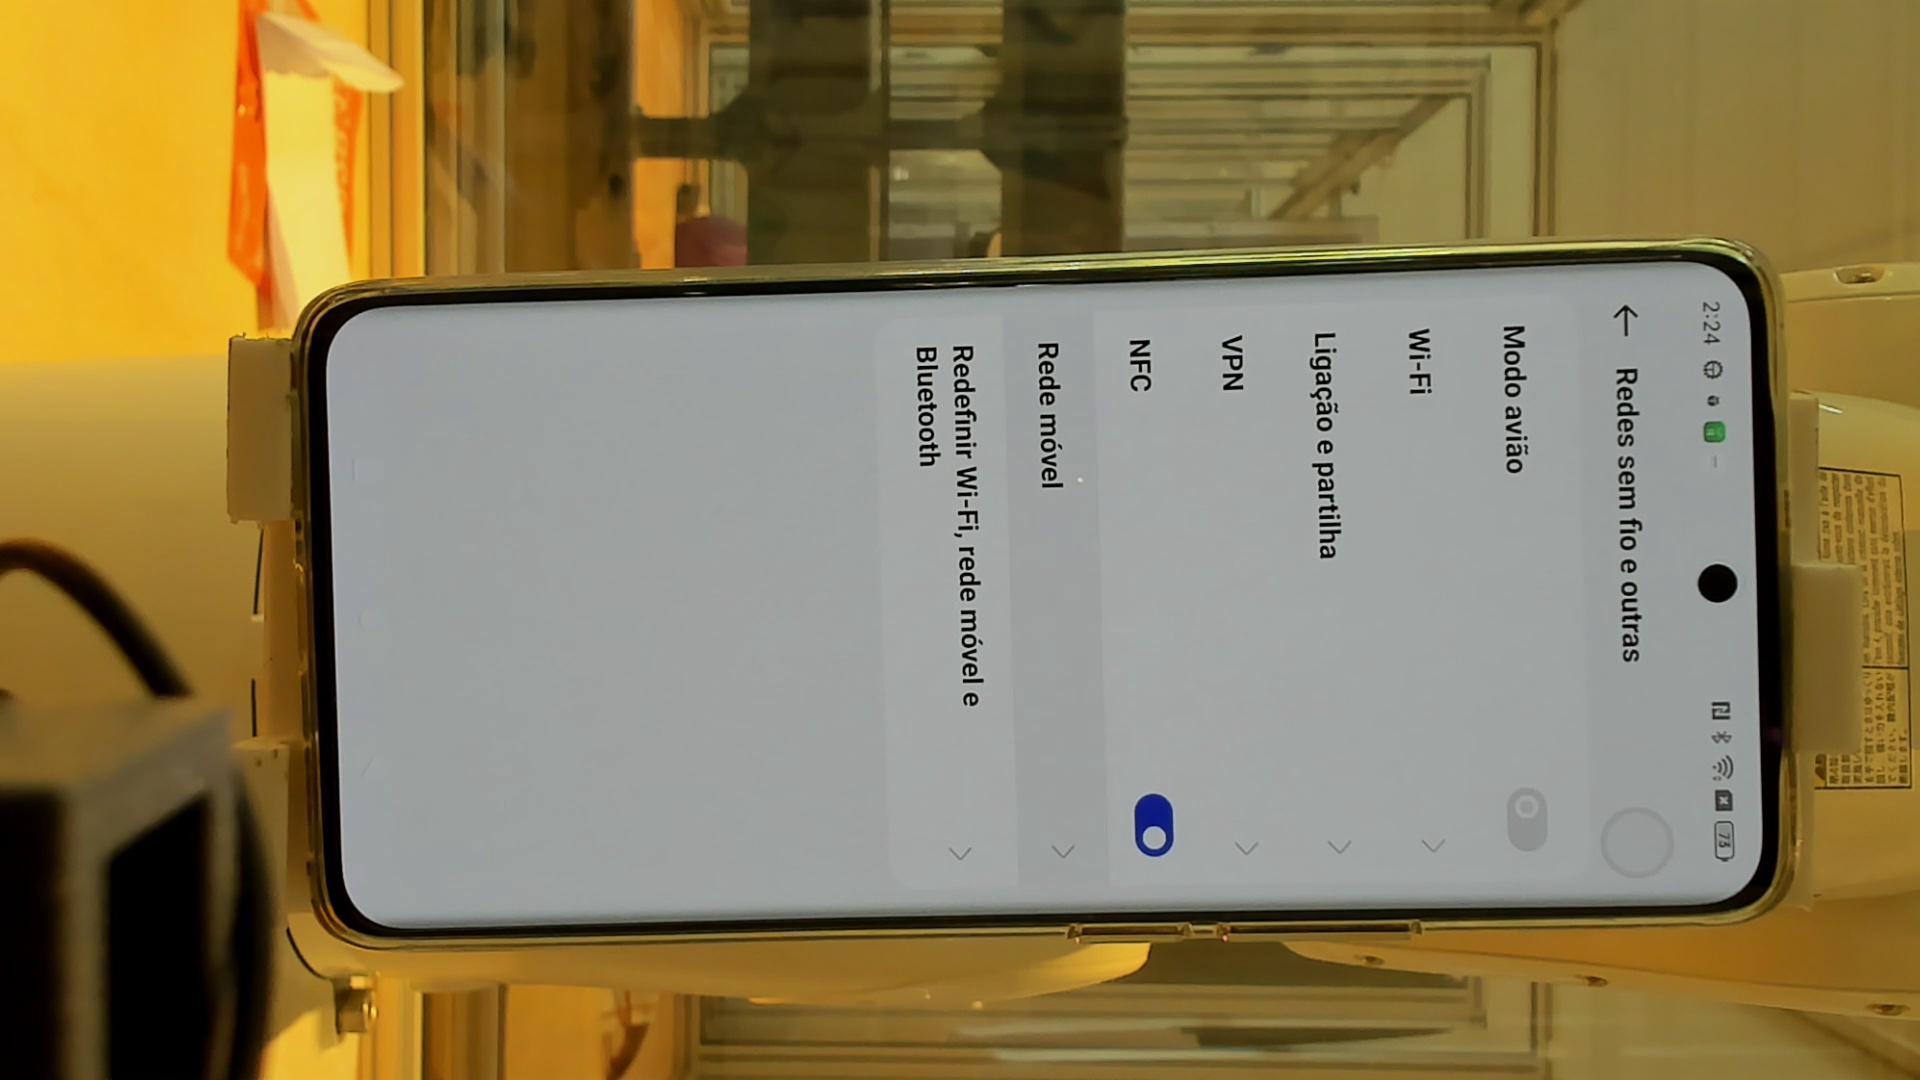 2:24
73
Redes sem fio e outras
Modo avião
Wi-Fi
Ligação e partilha
VPN
NFC
Rede móvel
Redefinir Wi-Fi, rede móvel e
Bluetooth